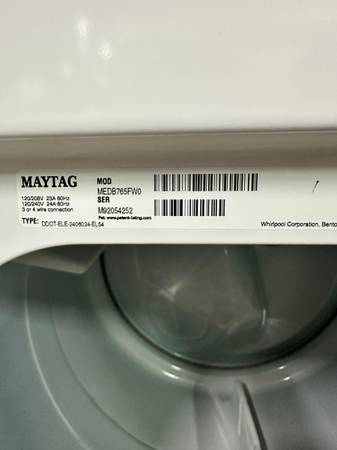 MAYTAG
120/208V 23A 60Hz
120/240V 24A 60Hz
3 or 4 wire connection
MOD
MEDB765FW0
SER
M92054252
Pat. www.patent-listing.com
TYPE: DDOT-ELE-2406024-EL54
Whirlpool Corporation, Bento